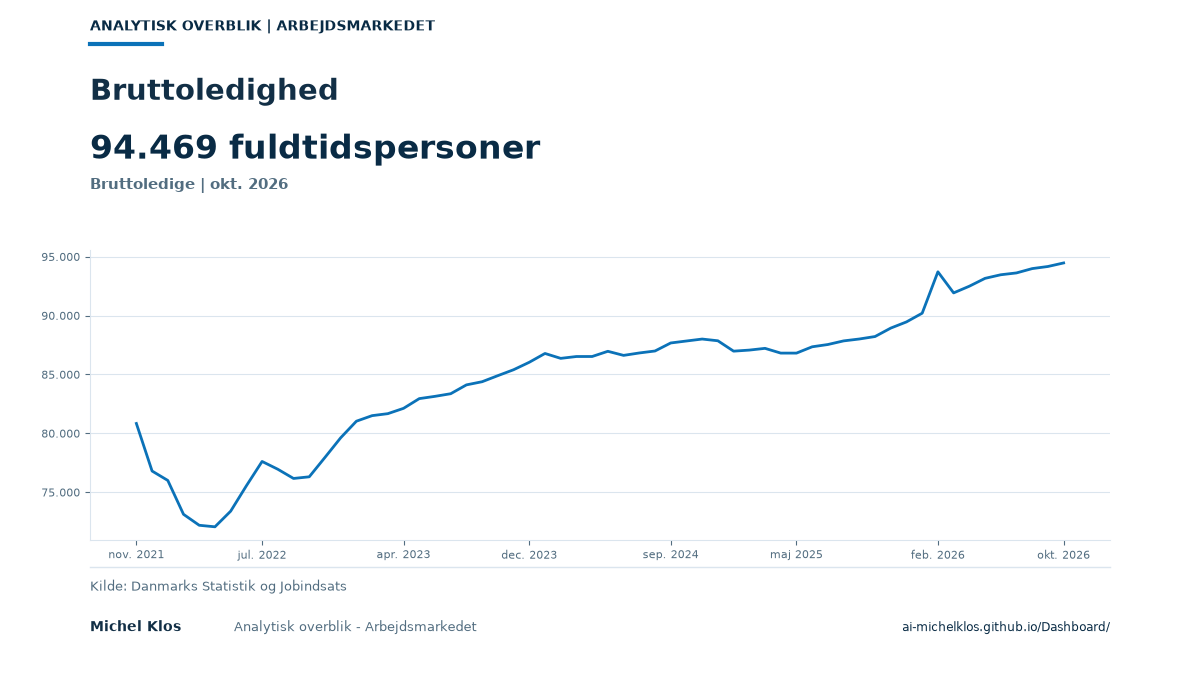 ANALYTISK OVERBLIK | ARBEJDSMARKEDET
Bruttoledighed
94.469 fuldtidspersoner
Bruttoledige | okt. 2026
95.000
90.000
85.000
80.000
75.000
nov. 2021 jul. 2022 apr. 2023 dec. 2023 sep. 2024 maj 2025 feb. 2026 okt. 2026
Kilde: Danmarks Statistik og Jobindsats
Michel Klos Analytisk overblik - Arbejdsmarkedet ai-michelklos.github.io/Dashboard/